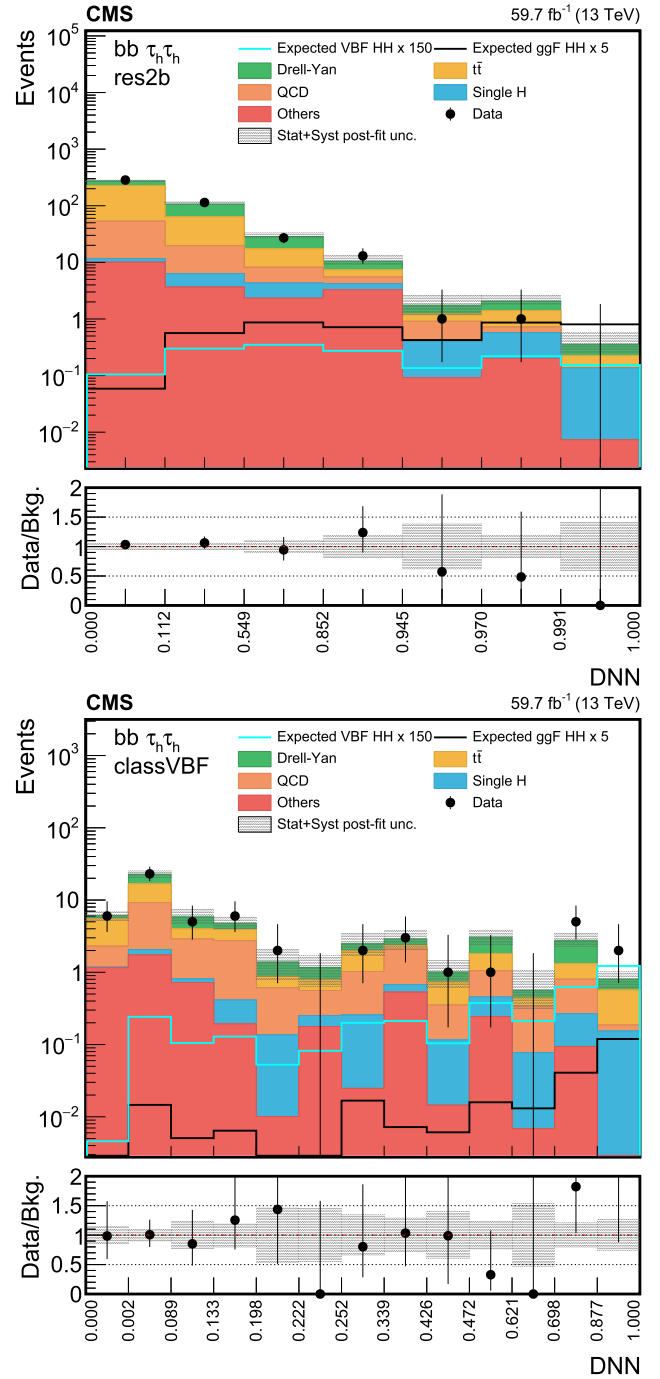 CMS 59.7 fb⁻¹ (13 TeV)
Events
10⁵
10⁴
10³
10²
10
1
10⁻¹
10⁻²
bb τₕτₕ
res2b
Expected VBF HH x 150 Expected ggF HH x 5
Drell-Yan tt̄
QCD Single H
Others Data
Stat+Syst post-fit unc.
Data/Bkg.
2
1.5
1
0.5
0
0.000 0.112 0.549 0.852 0.945 0.970 0.991 1.000
DNN
CMS 59.7 fb⁻¹ (13 TeV)
Events
10³
10²
10
1
10⁻¹
10⁻²
bb τₕτₕ
classVBF
Expected VBF HH x 150 Expected ggF HH x 5
Drell-Yan tt̄
QCD Single H
Others Data
Stat+Syst post-fit unc.
Data/Bkg.
2
1.5
1
0.5
0
0.000 0.002 0.089 0.133 0.198 0.222 0.252 0.339 0.426 0.472 0.621 0.698 0.877 1.000
DNN